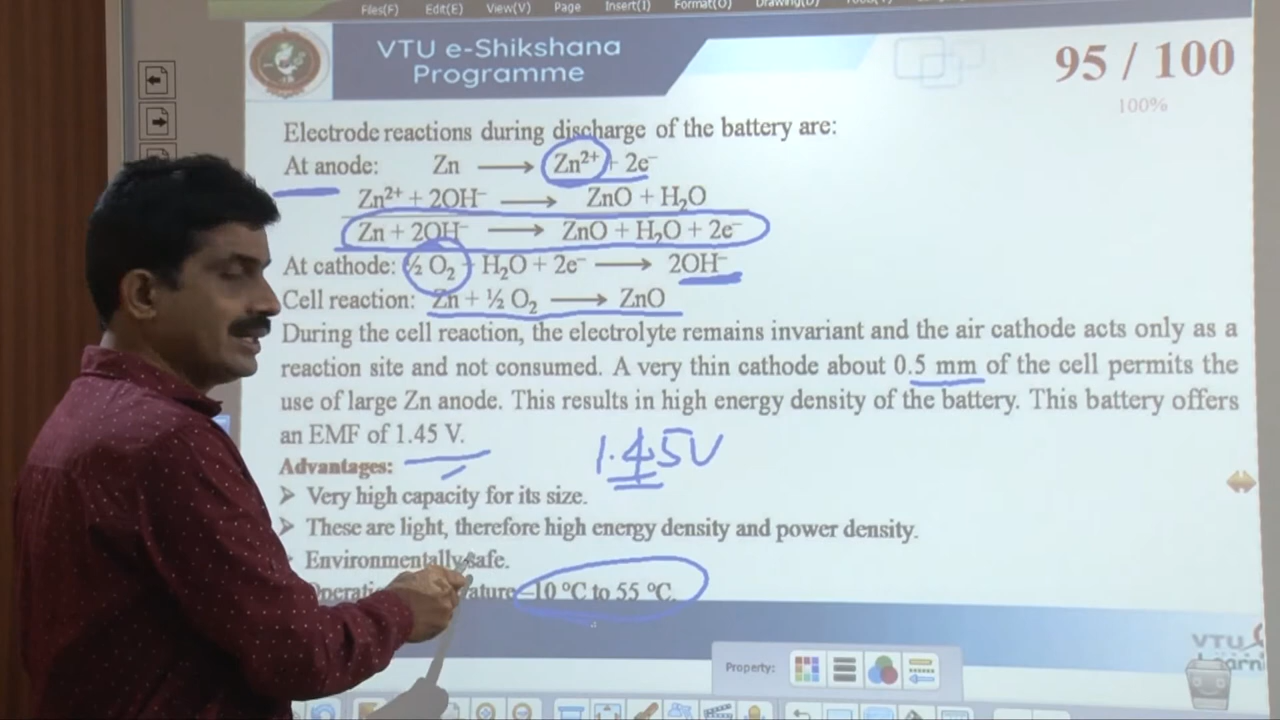 Files(F) Edit(E) View(V) Page Insert(I) Format(O) Drawing(D)
VTU e-Shikshana
Programme
95 / 100
100%
Electrode reactions during discharge of the battery are:
At anode: Zn ⟶ Zn²⁺ + 2e⁻
Zn²⁺ + 2OH⁻ ⟶ ZnO + H₂O
Zn + 2OH⁻ ⟶ ZnO + H₂O + 2e⁻
At cathode: ½ O₂ + H₂O + 2e⁻ ⟶ 2OH⁻
Cell reaction: Zn + ½ O₂ ⟶ ZnO
During the cell reaction, the electrolyte remains invariant and the air cathode acts only as a
reaction site and not consumed. A very thin cathode about 0.5 mm of the cell permits the
use of large Zn anode. This results in high energy density of the battery. This battery offers
an EMF of 1.45 V.
1.45V
Advantages:
➢ Very high capacity for its size.
➢ These are light, therefore high energy density and power density.
Environmentally safe.
–10 °C to 55 °C.
VTU
Property: